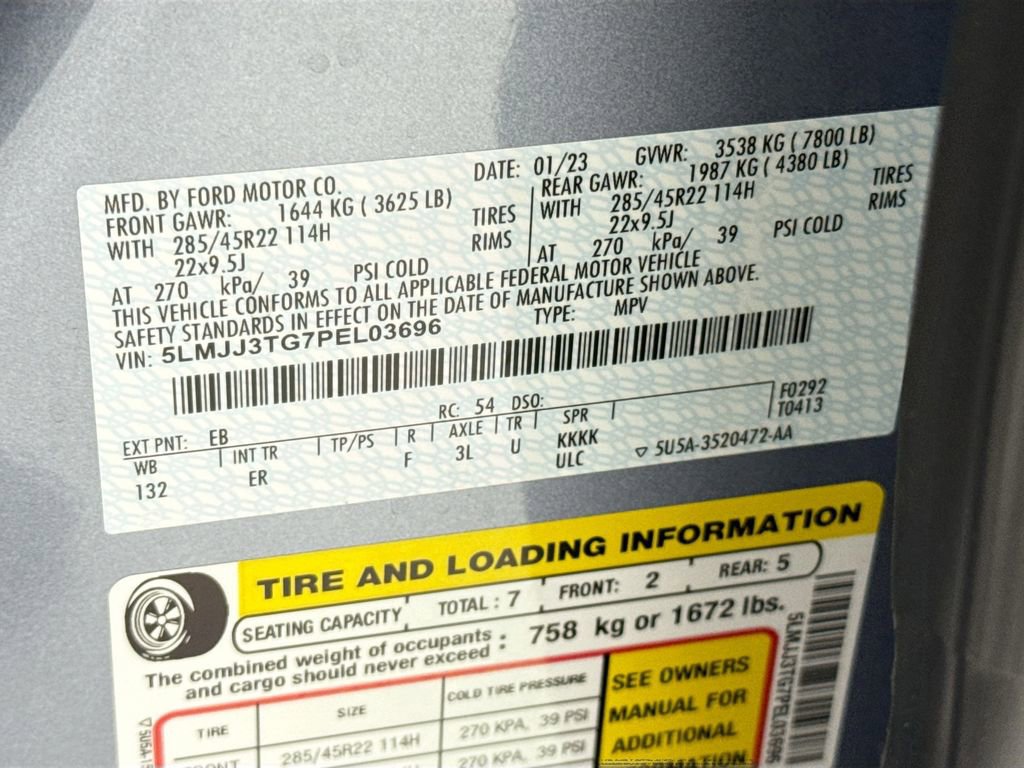 MFD. BY FORD MOTOR CO. DATE: 01/23 GVWR: 3538 KG ( 7800 LB)
FRONT GAWR: 1644 KG ( 3625 LB) REAR GAWR: 1987 KG ( 4380 LB)
WITH 285/45R22 114H TIRES WITH 285/45R22 114H TIRES
22x9.5J RIMS 22x9.5J RIMS
AT 270 kPa/ 39 PSI COLD AT 270 kPa/ 39 PSI COLD
THIS VEHICLE CONFORMS TO ALL APPLICABLE FEDERAL MOTOR VEHICLE
SAFETY STANDARDS IN EFFECT ON THE DATE OF MANUFACTURE SHOWN ABOVE.
VIN: 5LMJJ3TG7PEL03696 TYPE: MPV
EXT PNT: EB RC: 54 DSO: F0292
WB INT TR TP/PS R AXLE TR SPR T0413
132 ER F 3L U KKKK
ULC ▽ 5U5A-3520472-AA
TIRE AND LOADING INFORMATION
SEATING CAPACITY TOTAL : 7 FRONT: 2 REAR: 5
The combined weight of occupants
and cargo should never exceed : 758 kg or 1672 lbs.
TIRE SIZE COLD TIRE PRESSURE
285/45R22 114H 270 KPA, 39 PSI
270 KPA, 39 PSI
SEE OWNERS
MANUAL FOR
ADDITIONAL
5LMJJ3TG7PEL03696